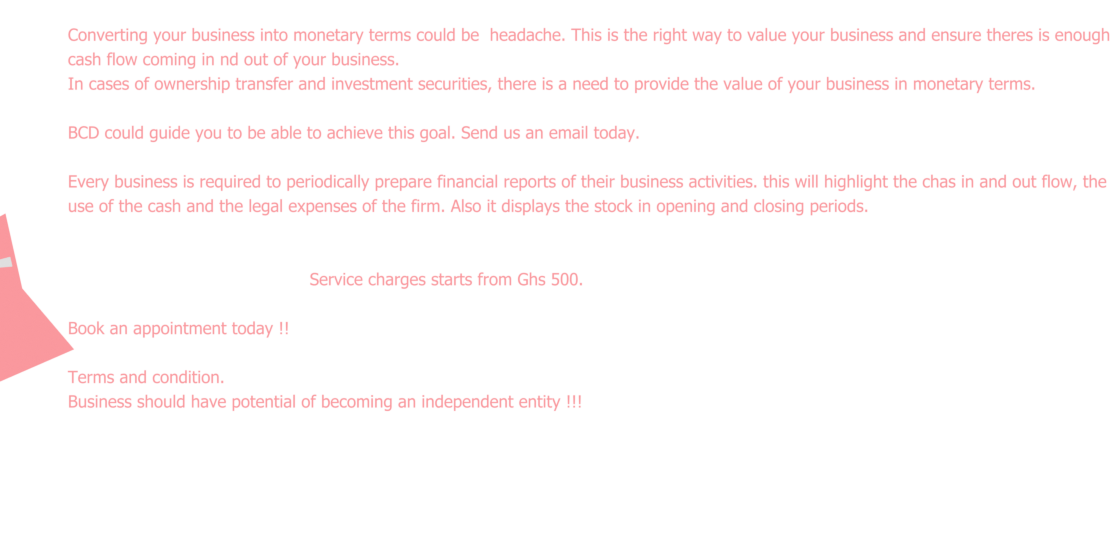 Converting your business into monetary terms could be  headache. This is the right way to value your business and ensure theres is enough
cash flow coming in nd out of your business.
In cases of ownership transfer and investment securities, there is a need to provide the value of your business in monetary terms.
BCD could guide you to be able to achieve this goal. Send us an email today.
Every business is required to periodically prepare financial reports of their business activities. this will highlight the chas in and out flow, the
use of the cash and the legal expenses of the firm. Also it displays the stock in opening and closing periods.
Service charges starts from Ghs 500.
Book an appointment today !!
Terms and condition.
Business should have potential of becoming an independent entity !!!